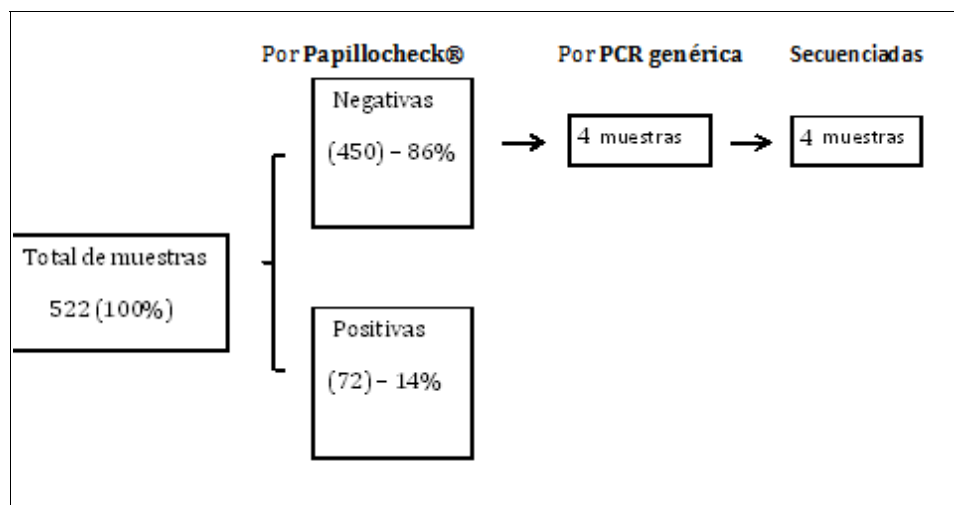 Por Papillocheck® Por PCR genérica Secuenciadas
Negativas
(450) – 86%
4 muestras
4 muestras
Total de muestras
522 (100%)
Positivas
(72) – 14%